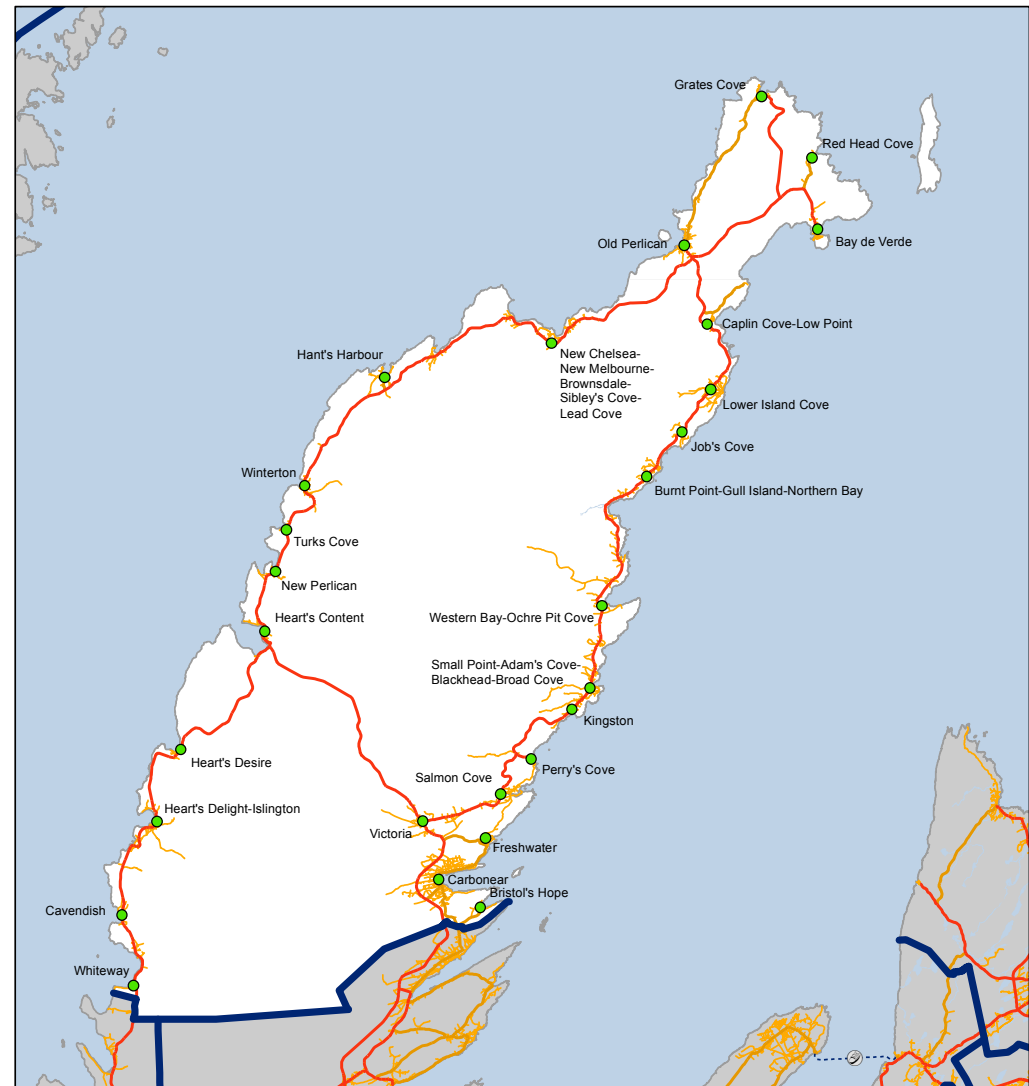 Grates Cove
Red Head Cove
Old Perlican
Bay de Verde
Caplin Cove-Low Point
New Chelsea-
New Melbourne-
Brownsdale-
Sibley's Cove-
Lead Cove
Hant's Harbour
Lower Island Cove
Job's Cove
Winterton
Burnt Point-Gull Island-Northern Bay
Turks Cove
New Perlican
Heart's Content
Western Bay-Ochre Pit Cove
Small Point-Adam's Cove-
Blackhead-Broad Cove
Kingston
Heart's Desire
Perry's Cove
Salmon Cove
Heart's Delight-Islington
Victoria
Freshwater
Carbonear
Bristol's Hope
Cavendish
Whiteway